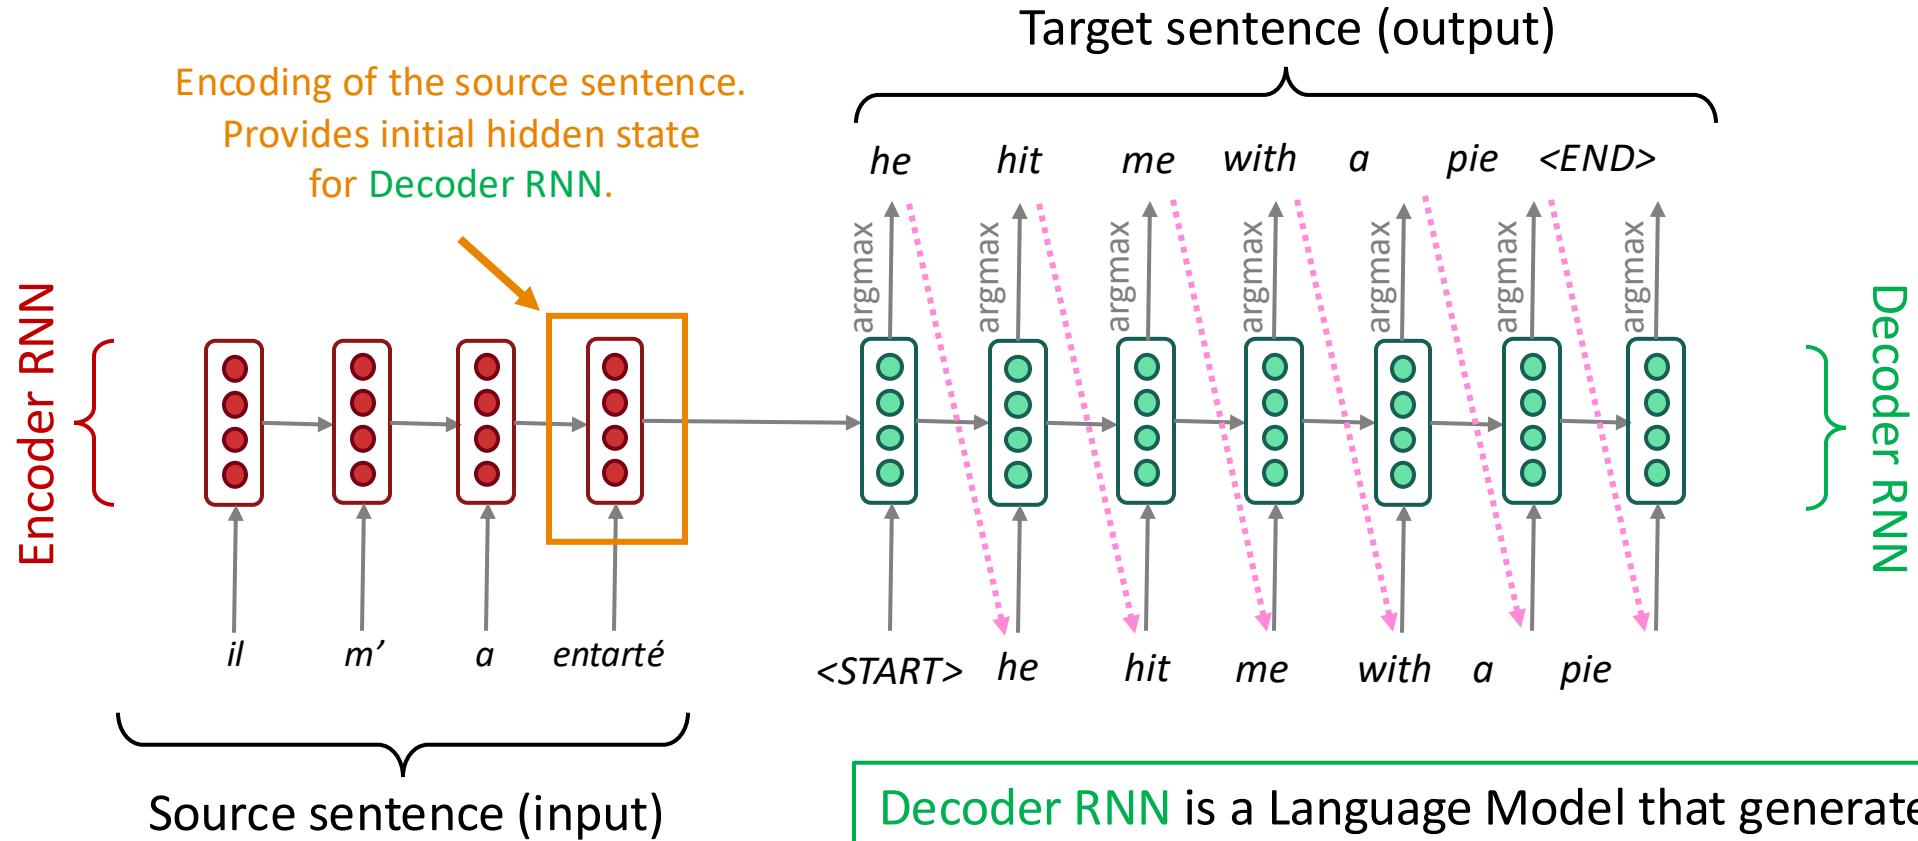 Target sentence (output)
Encoding of the source sentence.
Provides initial hidden state
for Decoder RNN.
he hit me with a pie <END>
argmax argmax argmax argmax argmax argmax argmax
Encoder RNN
Decoder RNN
il m’ a entarté
<START> he hit me with a pie
Source sentence (input)
Decoder RNN is a Language Model that generate